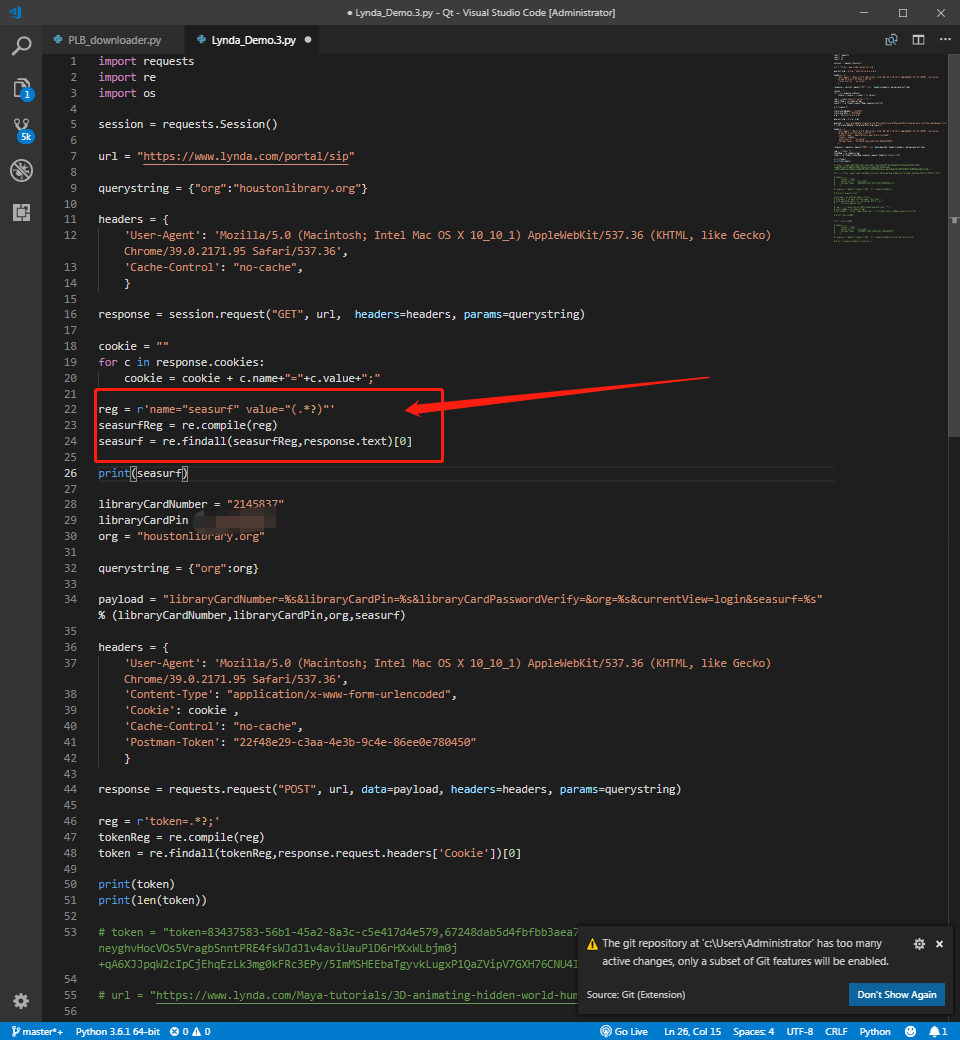 ● Lynda_Demo.3.py - Qt - Visual Studio Code [Administrator]
PLB_downloader.py
Lynda_Demo.3.py ●
1 import requests
2 import re
3 import os
4
5 session = requests.Session()
6
7 url = "https://www.lynda.com/portal/sip"
8
9 querystring = {"org":"houstonlibrary.org"}
10
11 headers = {
12 'User-Agent': 'Mozilla/5.0 (Macintosh; Intel Mac OS X 10_10_1) AppleWebKit/537.36 (KHTML, like Gecko)
Chrome/39.0.2171.95 Safari/537.36',
13 'Cache-Control': "no-cache",
14 }
15
16 response = session.request("GET", url,  headers=headers, params=querystring)
17
18 cookie = ""
19 for c in response.cookies:
20 cookie = cookie + c.name+"="+c.value+";"
21
22 reg = r'name="seasurf" value="(.*?)"'
23 seasurfReg = re.compile(reg)
24 seasurf = re.findall(seasurfReg,response.text)[0]
25
26 print(seasurf)
27
28 libraryCardNumber = "2145837"
29 libraryCardPin
30 org = "houstonlibrary.org"
31
32 querystring = {"org":org}
33
34 payload = "libraryCardNumber=%s&libraryCardPin=%s&libraryCardPasswordVerify=&org=%s&currentView=login&seasurf=%s"
% (libraryCardNumber,libraryCardPin,org,seasurf)
35
36 headers = {
37 'User-Agent': 'Mozilla/5.0 (Macintosh; Intel Mac OS X 10_10_1) AppleWebKit/537.36 (KHTML, like Gecko)
Chrome/39.0.2171.95 Safari/537.36',
38 'Content-Type': "application/x-www-form-urlencoded",
39 'Cookie': cookie ,
40 'Cache-Control': "no-cache",
41 'Postman-Token': "22f48e29-c3aa-4e3b-9c4e-86ee0e780450"
42 }
43
44 response = requests.request("POST", url, data=payload, headers=headers, params=querystring)
45
46 reg = r'token=.*?;'
47 tokenReg = re.compile(reg)
48 token = re.findall(tokenReg,response.request.headers['Cookie'])[0]
49
50 print(token)
51 print(len(token))
52
53 # token = "token=83437583-56b1-45a2-8a3c-c5e417d4e579,67248dab5d4fbfbb3aea7
neyghvHocVOs5VragbSnntPRE4fsWJdJ1v4aviUauPlD6rHXxWLbjm0j
+qA6XJJpqW2cIpCjEhqEzLk3mg0kFRc3EPy/5ImMSHEEbaTgyvkLugxP1QaZVipV7GXH76CNU4I
54
55 # url = "https://www.lynda.com/Maya-tutorials/3D-animating-hidden-world-hum
56
1
5k
The git repository at 'c:\Users\Administrator' has too many
active changes, only a subset of Git features will be enabled.
Source: Git (Extension)
Don't Show Again
master*+ Python 3.6.1 64-bit 0 0 Go Live Ln 26, Col 15 Spaces: 4 UTF-8 CRLF Python 1